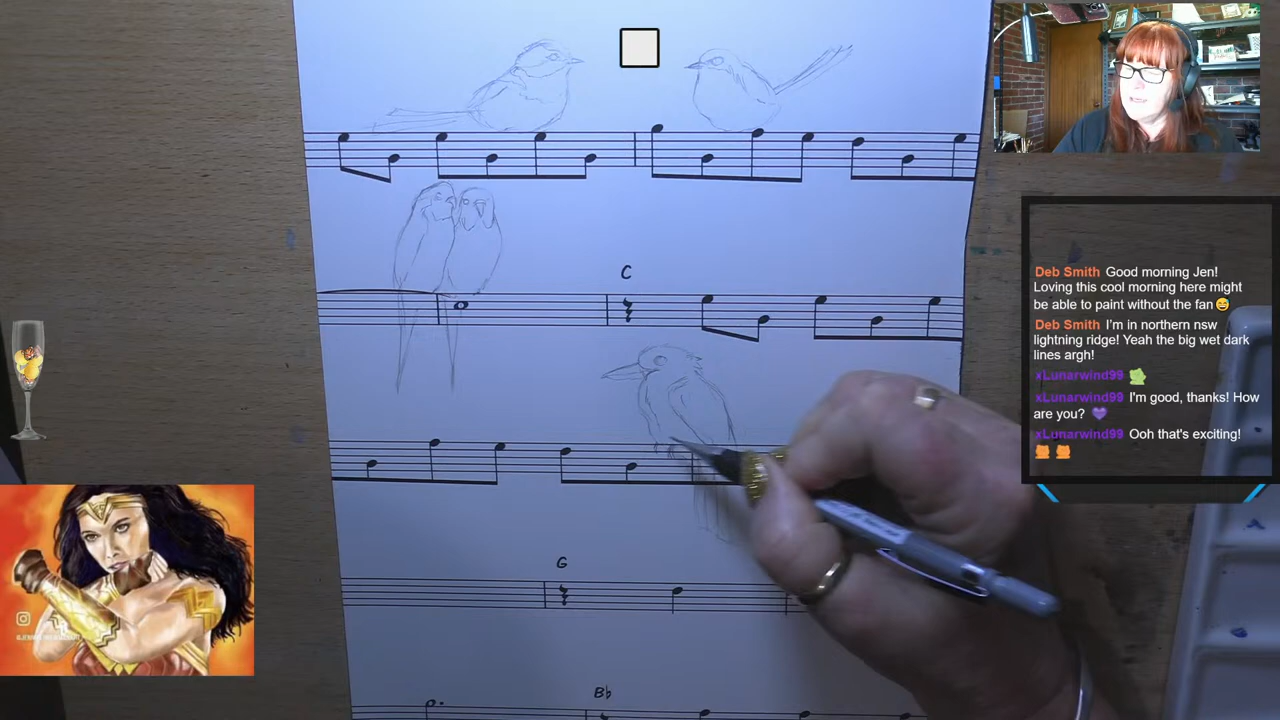 C
G
B♭
Deb Smith Good morning Jen!
Loving this cool morning here might
be able to paint without the fan😅
Deb Smith I'm in northern nsw
lightning ridge! Yeah the big wet dark
lines argh!
xLunarwind99
xLunarwind99 I'm good, thanks! How
are you? 💜
xLunarwind99 Ooh that's exciting!